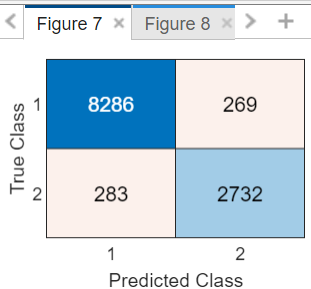 Figure 7 × Figure 8 × +
True Class
1 8286 269
2 283 2732
1 2
Predicted Class